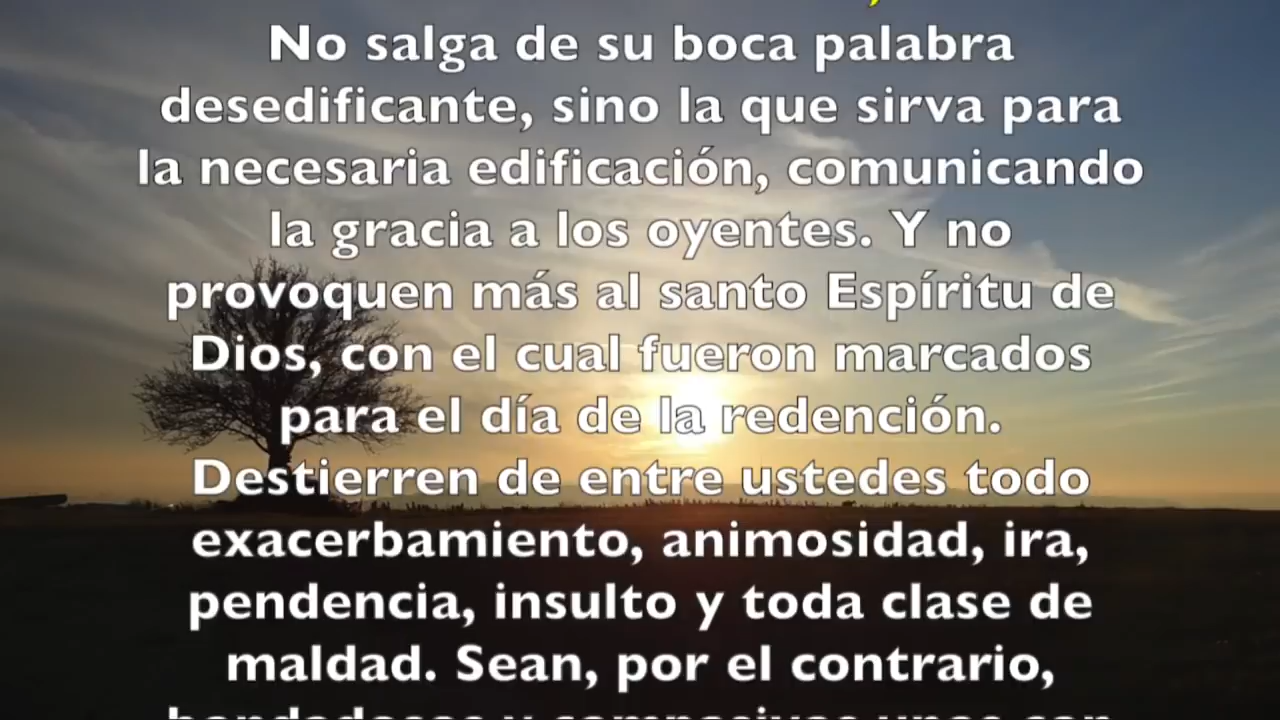 No salga de su boca palabra
desedificante, sino la que sirva para
la necesaria edificación, comunicando
la gracia a los oyentes. Y no
provoquen más al santo Espíritu de
Dios, con el cual fueron marcados
para el día de la redención.
Destierren de entre ustedes todo
exacerbamiento, animosidad, ira,
pendencia, insulto y toda clase de
maldad. Sean, por el contrario,